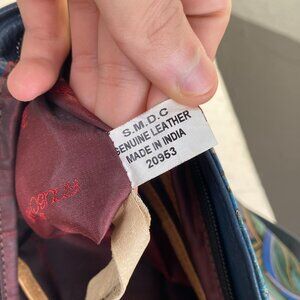 S.M.D.C
GENUINE LEATHER
MADE IN INDIA
20953